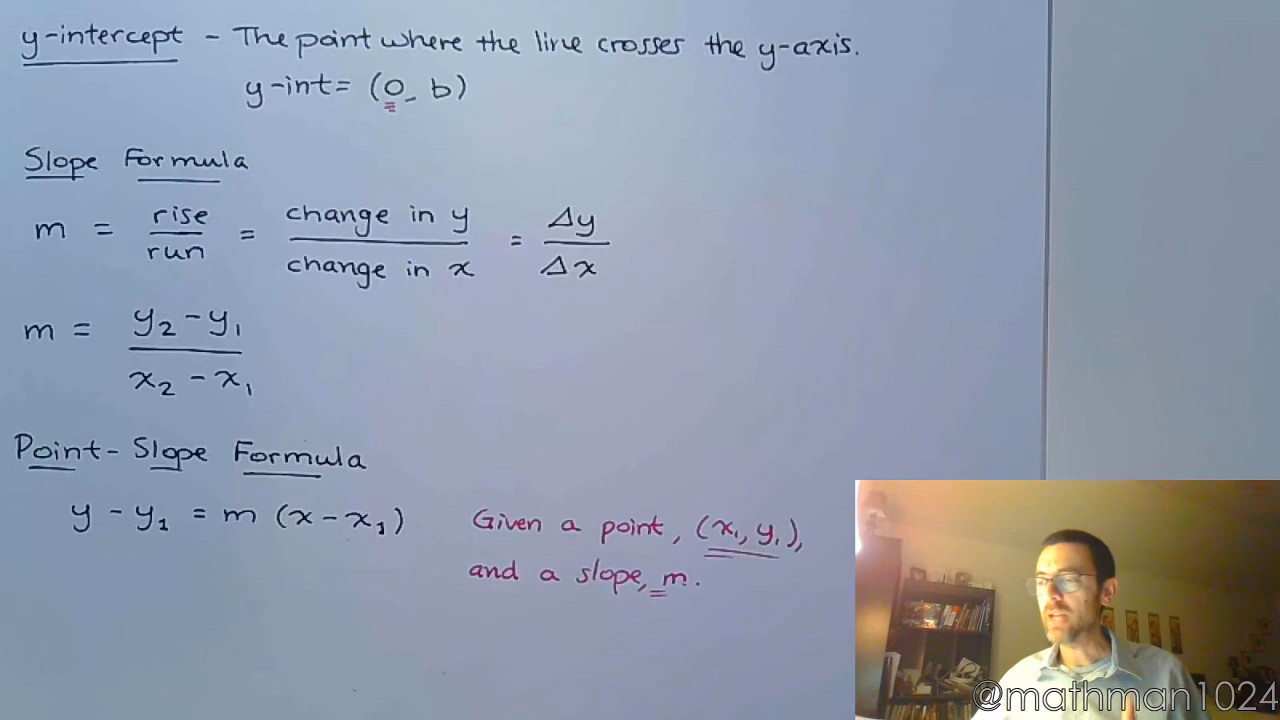 y-intercept - The point where the line crosses the y-axis.
y-int = (0, b)
Slope Formula
m = rise/run = change in y/change in x = Δy/Δx
m = y₂ - y₁/x₂ - x₁
Point-Slope Formula
y - y₁ = m (x - x₁)
Given a point, (x₁, y₁),
and a slope, m.
@mathman1024